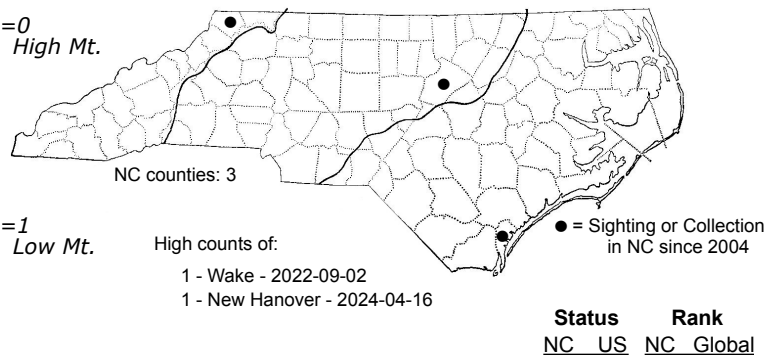 =0
High Mt.
NC counties: 3
=1
Low Mt.
High counts of:
1 - Wake - 2022-09-02
1 - New Hanover - 2024-04-16
● = Sighting or Collection
in NC since 2004
Status Rank
NC US NC Global